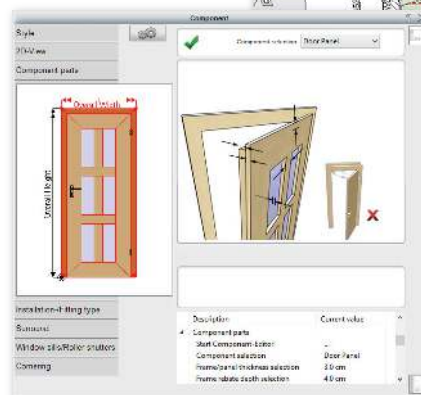 Component
Style
2D-View
Component parts
Component selection Door Panel
Overall Width
Overall Height
Installation-/Fitting type
Surround
Window sills/Roller shutters
Cornering
Description Current value
Component parts
Start Component-Editor ...
Component selection Door Panel
Frame/panel thickness selection 3.0 cm
Frame rebate depth selection 4.0 cm